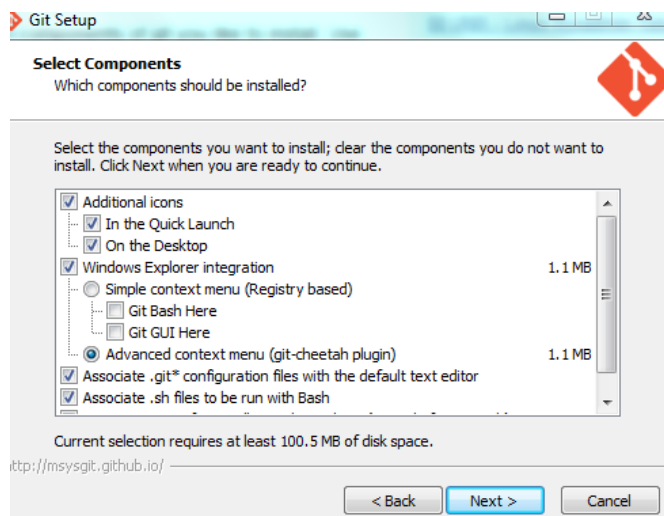 Git Setup
Select Components
Which components should be installed?
Select the components you want to install; clear the components you do not want to
install. Click Next when you are ready to continue.
Additional icons
In the Quick Launch
On the Desktop
Windows Explorer integration 1.1 MB
Simple context menu (Registry based)
Git Bash Here
Git GUI Here
Advanced context menu (git-cheetah plugin) 1.1 MB
Associate .git* configuration files with the default text editor
Associate .sh files to be run with Bash
Current selection requires at least 100.5 MB of disk space.
http://msysgit.github.io/
< Back
Next >
Cancel